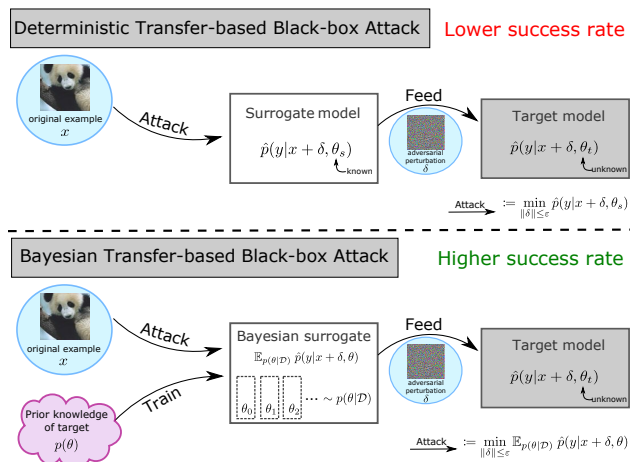 Deterministic Transfer-based Black-box Attack
Lower success rate
original example
x
Attack
Surrogate model
p̂(y|x + δ, θₛ)
known
Feed
adversarial
perturbation
δ
Target model
p̂(y|x + δ, θₜ)
unknown
Attack := min_{‖δ‖≤ε} p̂(y|x + δ, θₛ)
Bayesian Transfer-based Black-box Attack
Higher success rate
original example
x
Attack
Prior knowledge
of target
p(θ)
Train
Bayesian surrogate
𝔼_{p(θ|𝒟)} p̂(y|x + δ, θ)
θ₀ θ₁ θ₂ ••• ∼ p(θ|𝒟)
Feed
adversarial
perturbation
δ
Target model
p̂(y|x + δ, θₜ)
unknown
Attack := min_{‖δ‖≤ε} 𝔼_{p(θ|𝒟)} p̂(y|x + δ, θ)